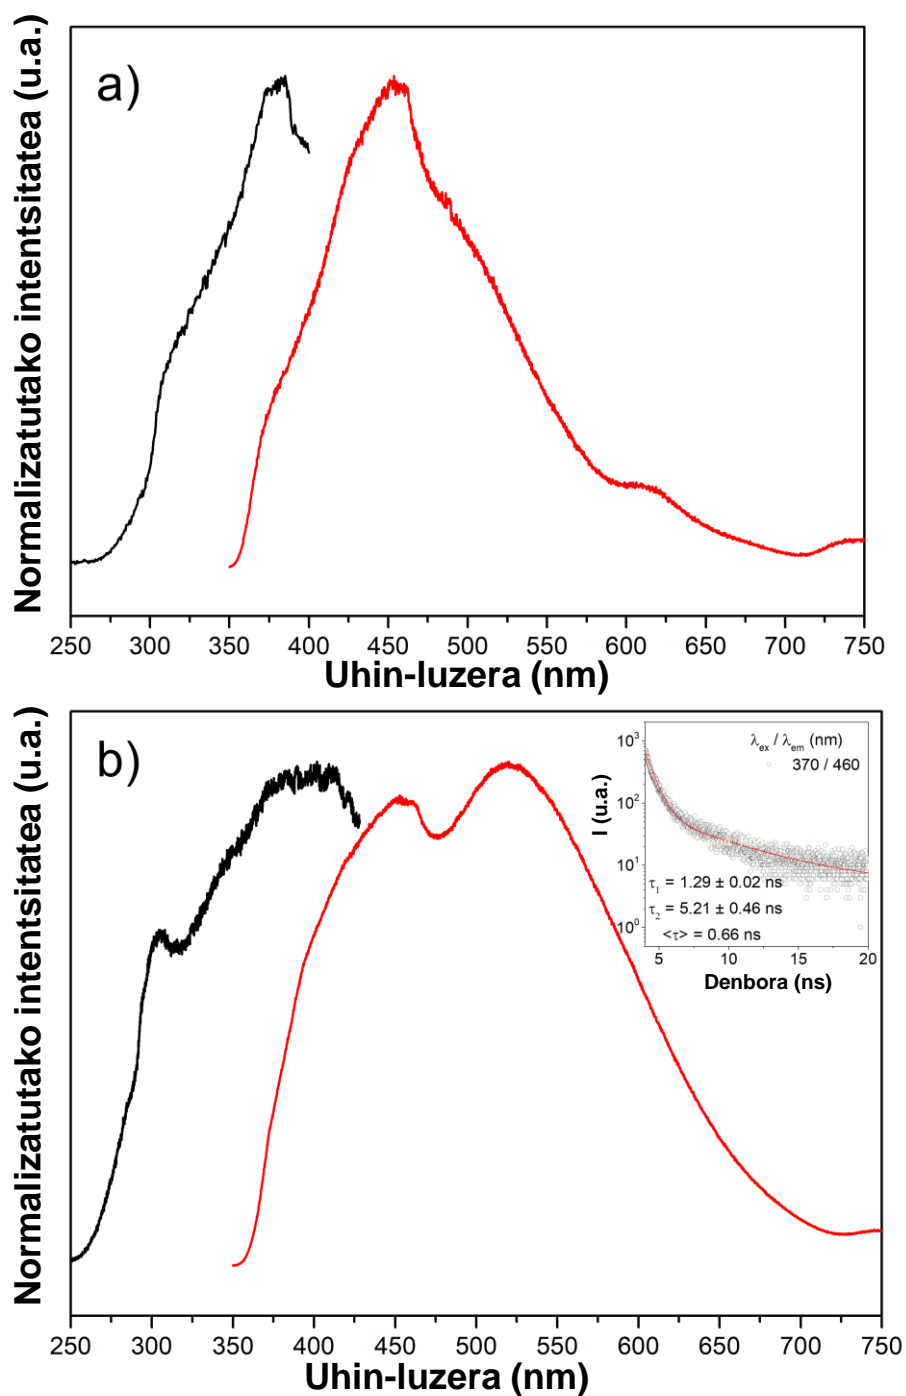 a)
Normalizatutako intentsitatea (u.a.)
250 300 350 400 450 500 550 600 650 700 750
Uhin-luzera (nm)
b)
Normalizatutako intentsitatea (u.a.)
λex / λem (nm)
370 / 460
I (u.a.)
10³
10²
10¹
10⁰
τ₁ = 1.29 ± 0.02 ns
τ₂ = 5.21 ± 0.46 ns
<τ> = 0.66 ns
5 10 15 20
Denbora (ns)
250 300 350 400 450 500 550 600 650 700 750
Uhin-luzera (nm)